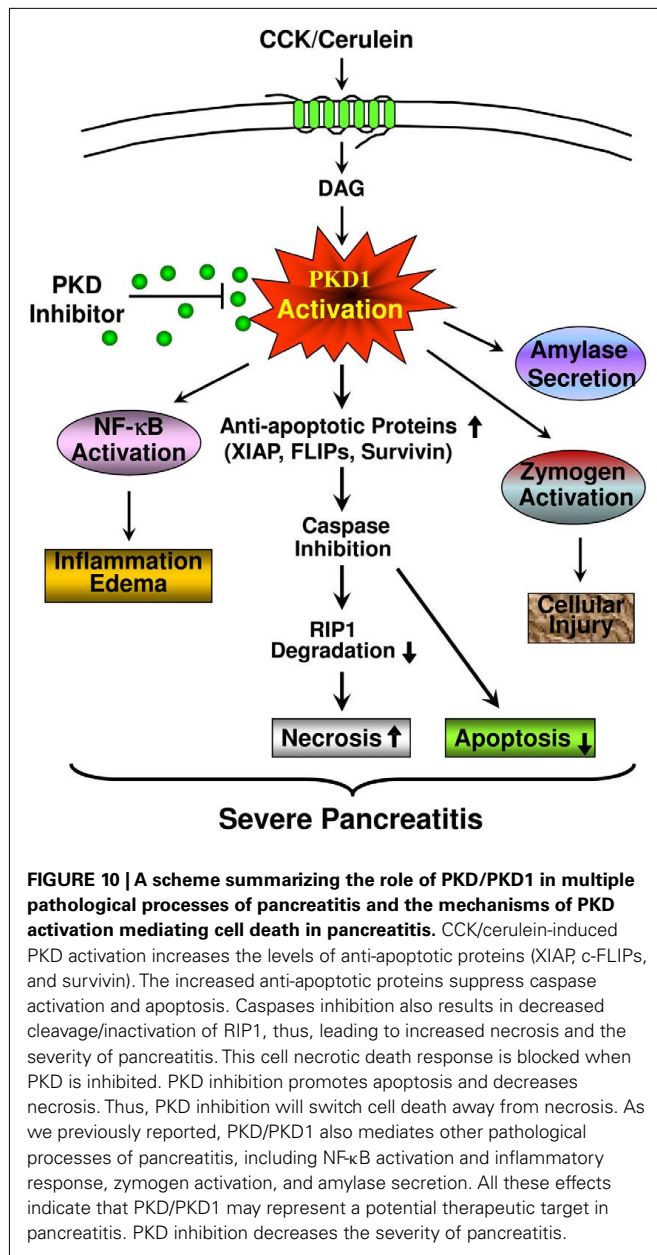 CCK/Cerulein
DAG
PKD
Inhibitor
PKD1
Activation
Amylase
Secretion
NF-κB
Activation
Anti-apoptotic Proteins ↑
(XIAP, FLIPs, Survivin)
Zymogen
Activation
Caspase
Inhibition
Inflammation
Edema
Cellular
Injury
RIP1
Degradation ↓
Necrosis ↑
Apoptosis ↓
Severe Pancreatitis
FIGURE 10 | A scheme summarizing the role of PKD/PKD1 in multiple
pathological processes of pancreatitis and the mechanisms of PKD
activation mediating cell death in pancreatitis. CCK/cerulein-induced
PKD activation increases the levels of anti-apoptotic proteins (XIAP, c-FLIPs,
and survivin). The increased anti-apoptotic proteins suppress caspase
activation and apoptosis. Caspases inhibition also results in decreased
cleavage/inactivation of RIP1, thus, leading to increased necrosis and the
severity of pancreatitis. This cell necrotic death response is blocked when
PKD is inhibited. PKD inhibition promotes apoptosis and decreases
necrosis. Thus, PKD inhibition will switch cell death away from necrosis. As
we previously reported, PKD/PKD1 also mediates other pathological
processes of pancreatitis, including NF-κB activation and inflammatory
response, zymogen activation, and amylase secretion. All these effects
indicate that PKD/PKD1 may represent a potential therapeutic target in
pancreatitis. PKD inhibition decreases the severity of pancreatitis.